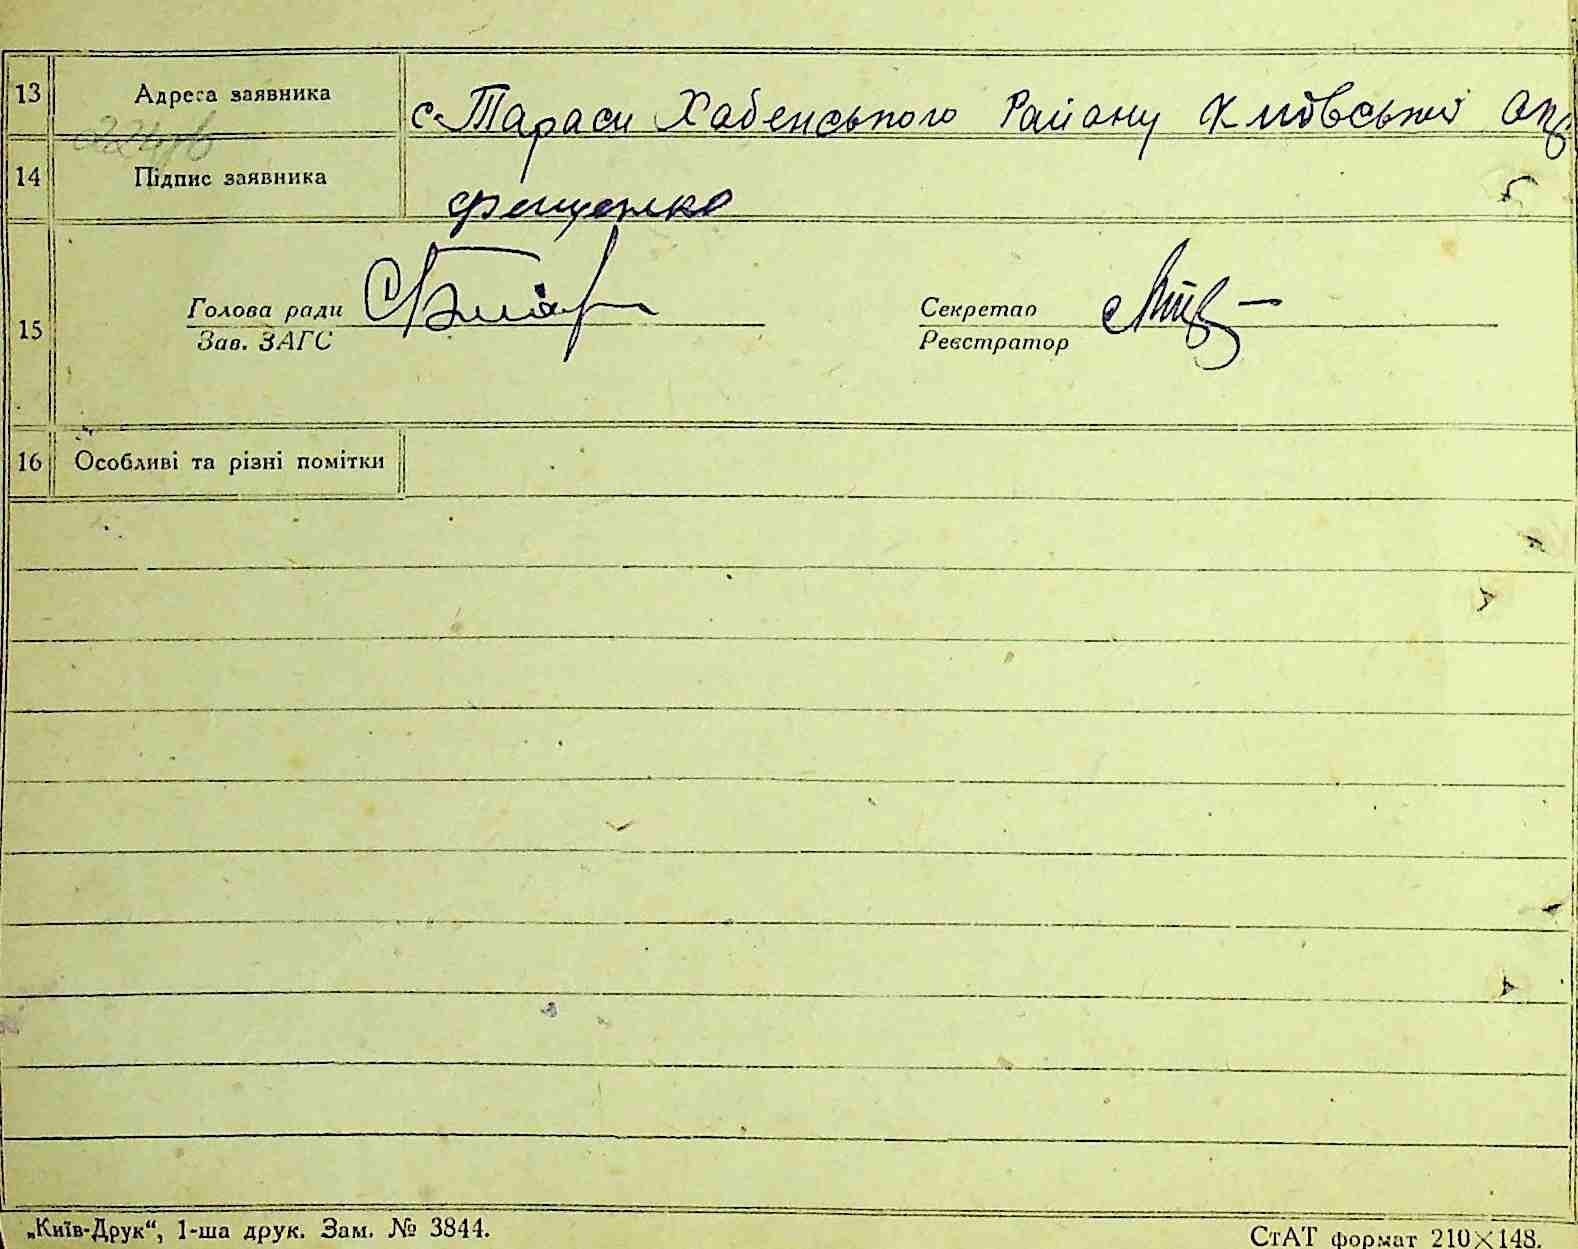 13 Адреса заявника с. Тараси Хабенського Району Київської
14 Підпис заявника Фещенко
15 Голова ради Секретар
Зав. ЗАГС Реєстратор
16 Особливі та різні помітки
„Київ-Друк“, 1-ша друк. Зам. № 3844. СтАТ формат 210×148.